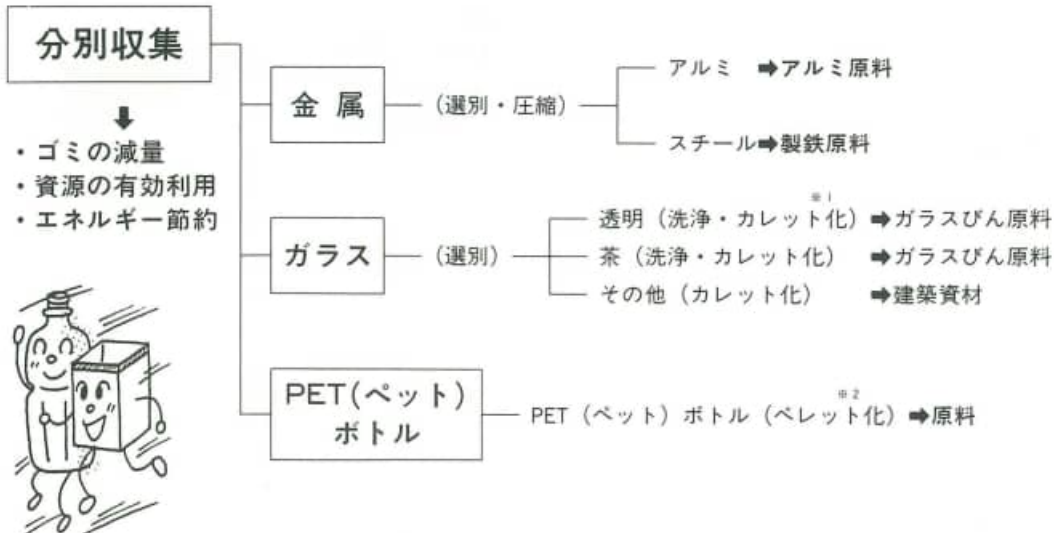 分別収集
・ゴミの減量
・資源の有効利用
・エネルギー節約
金属 (選別・圧縮)
アルミ ➡アルミ原料
スチール➡製鉄原料
ガラス (選別)
※1
透明(洗浄・カレット化)➡ガラスびん原料
茶(洗浄・カレット化) ➡ガラスびん原料
その他(カレット化) ➡建築資材
PET(ペット)
ボトル
※2
PET(ペット)ボトル(ペレット化)➡原料